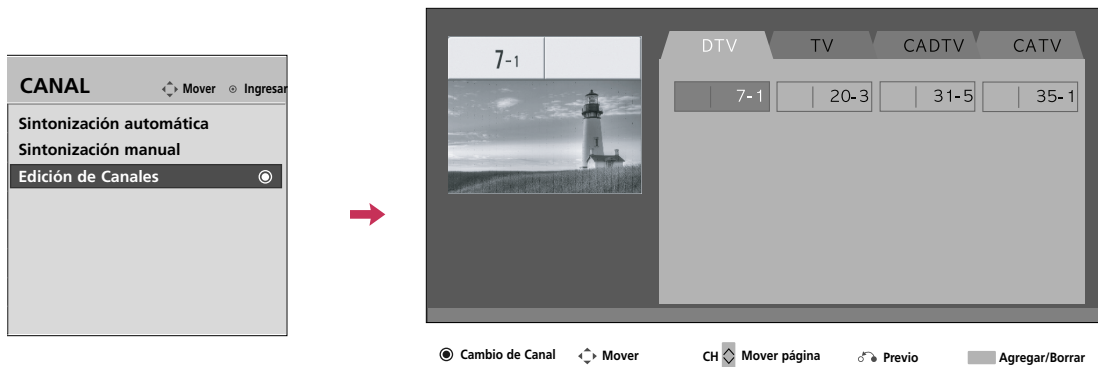 CANAL Mover Ingresar
Sintonización automática
Sintonización manual
Edición de Canales
7-1
DTV TV CADTV CATV
7-1 20-3 31-5 35-1
Cambio de Canal Mover CH Mover página Previo Agregar/Borrar